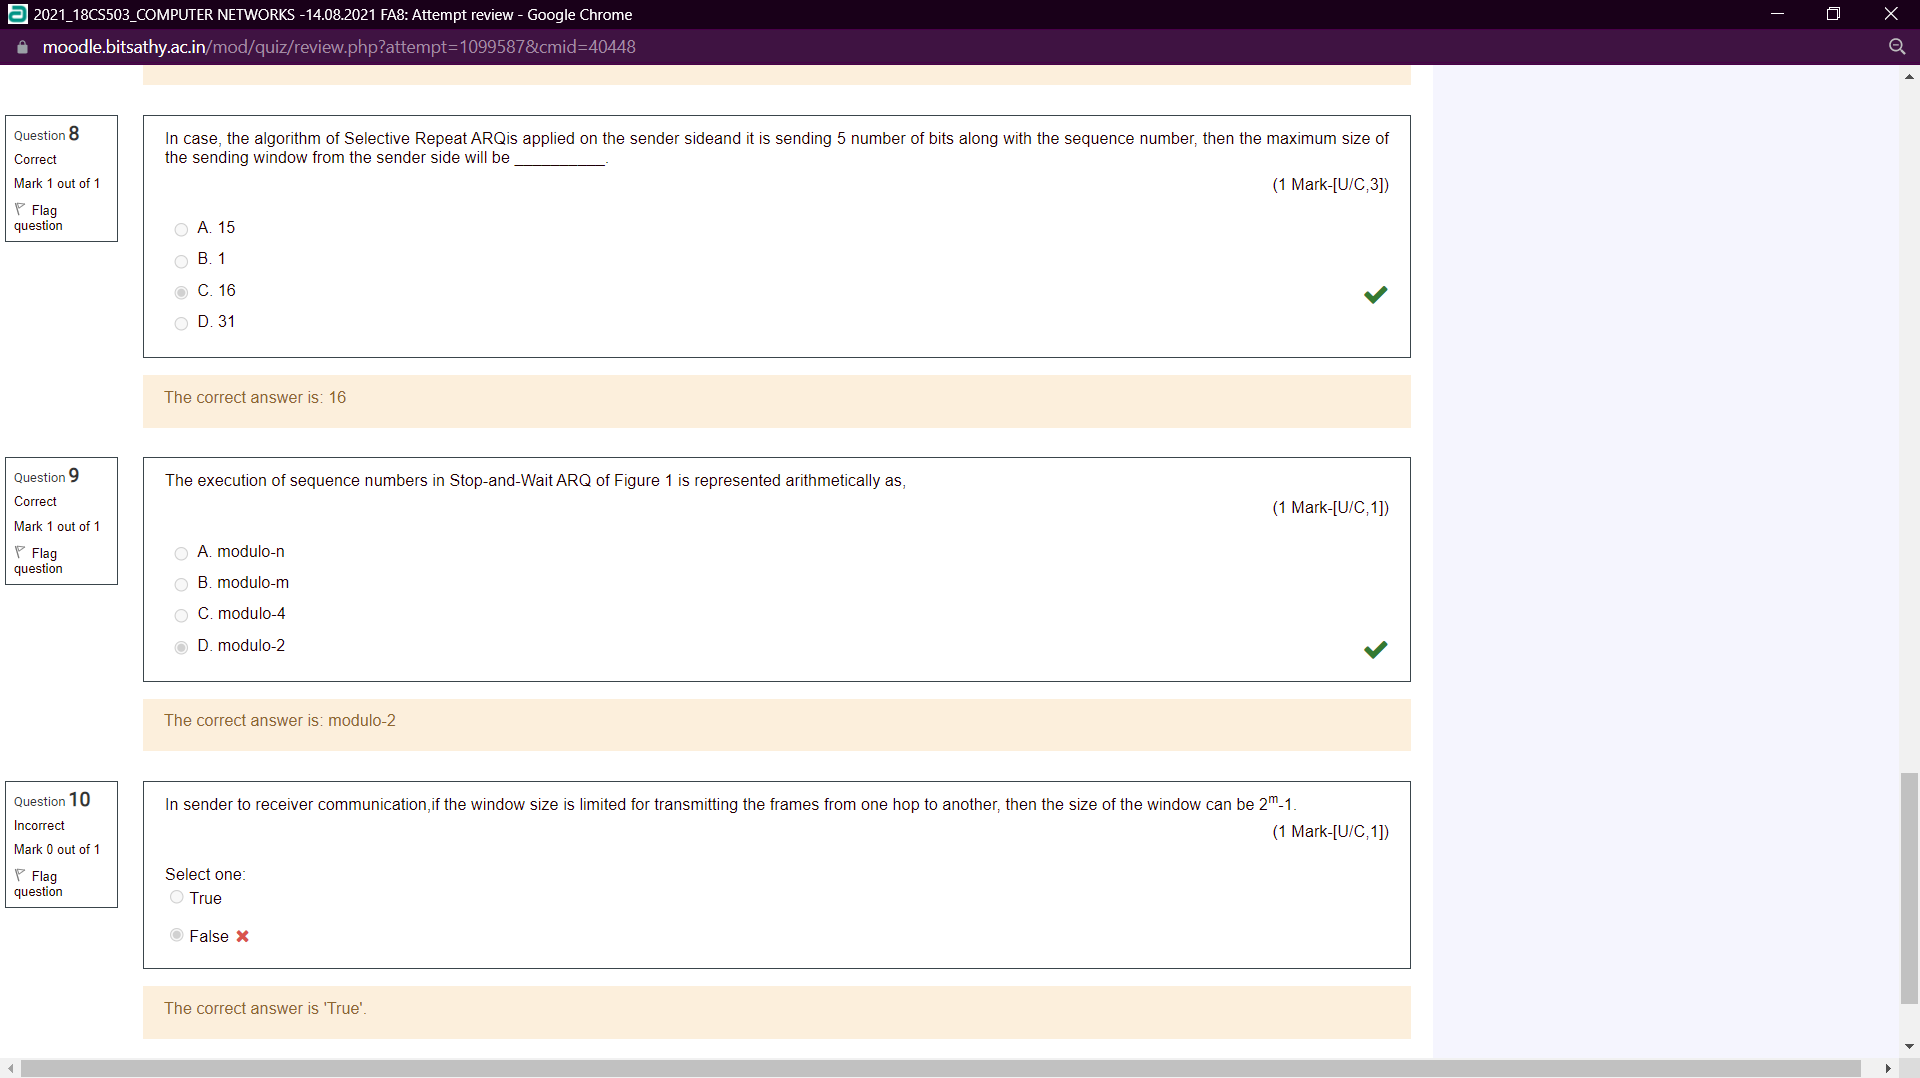 2021_18CS503_COMPUTER NETWORKS -14.08.2021 FA8: Attempt review - Google Chrome
moodle.bitsathy.ac.in/mod/quiz/review.php?attempt=1099587&cmid=40448
Question 8
Correct
Mark 1 out of 1
Flag
question
In case, the algorithm of Selective Repeat ARQis applied on the sender sideand it is sending 5 number of bits along with the sequence number, then the maximum size of
the sending window from the sender side will be __________.
(1 Mark-[U/C,3])
A. 15
B. 1
C. 16
D. 31
The correct answer is: 16
Question 9
Correct
Mark 1 out of 1
Flag
question
The execution of sequence numbers in Stop-and-Wait ARQ of Figure 1 is represented arithmetically as,
(1 Mark-[U/C,1])
A. modulo-n
B. modulo-m
C. modulo-4
D. modulo-2
The correct answer is: modulo-2
Question 10
Incorrect
Mark 0 out of 1
Flag
question
In sender to receiver communication,if the window size is limited for transmitting the frames from one hop to another, then the size of the window can be 2ᵐ-1.
(1 Mark-[U/C,1])
Select one:
True
False
The correct answer is 'True'.